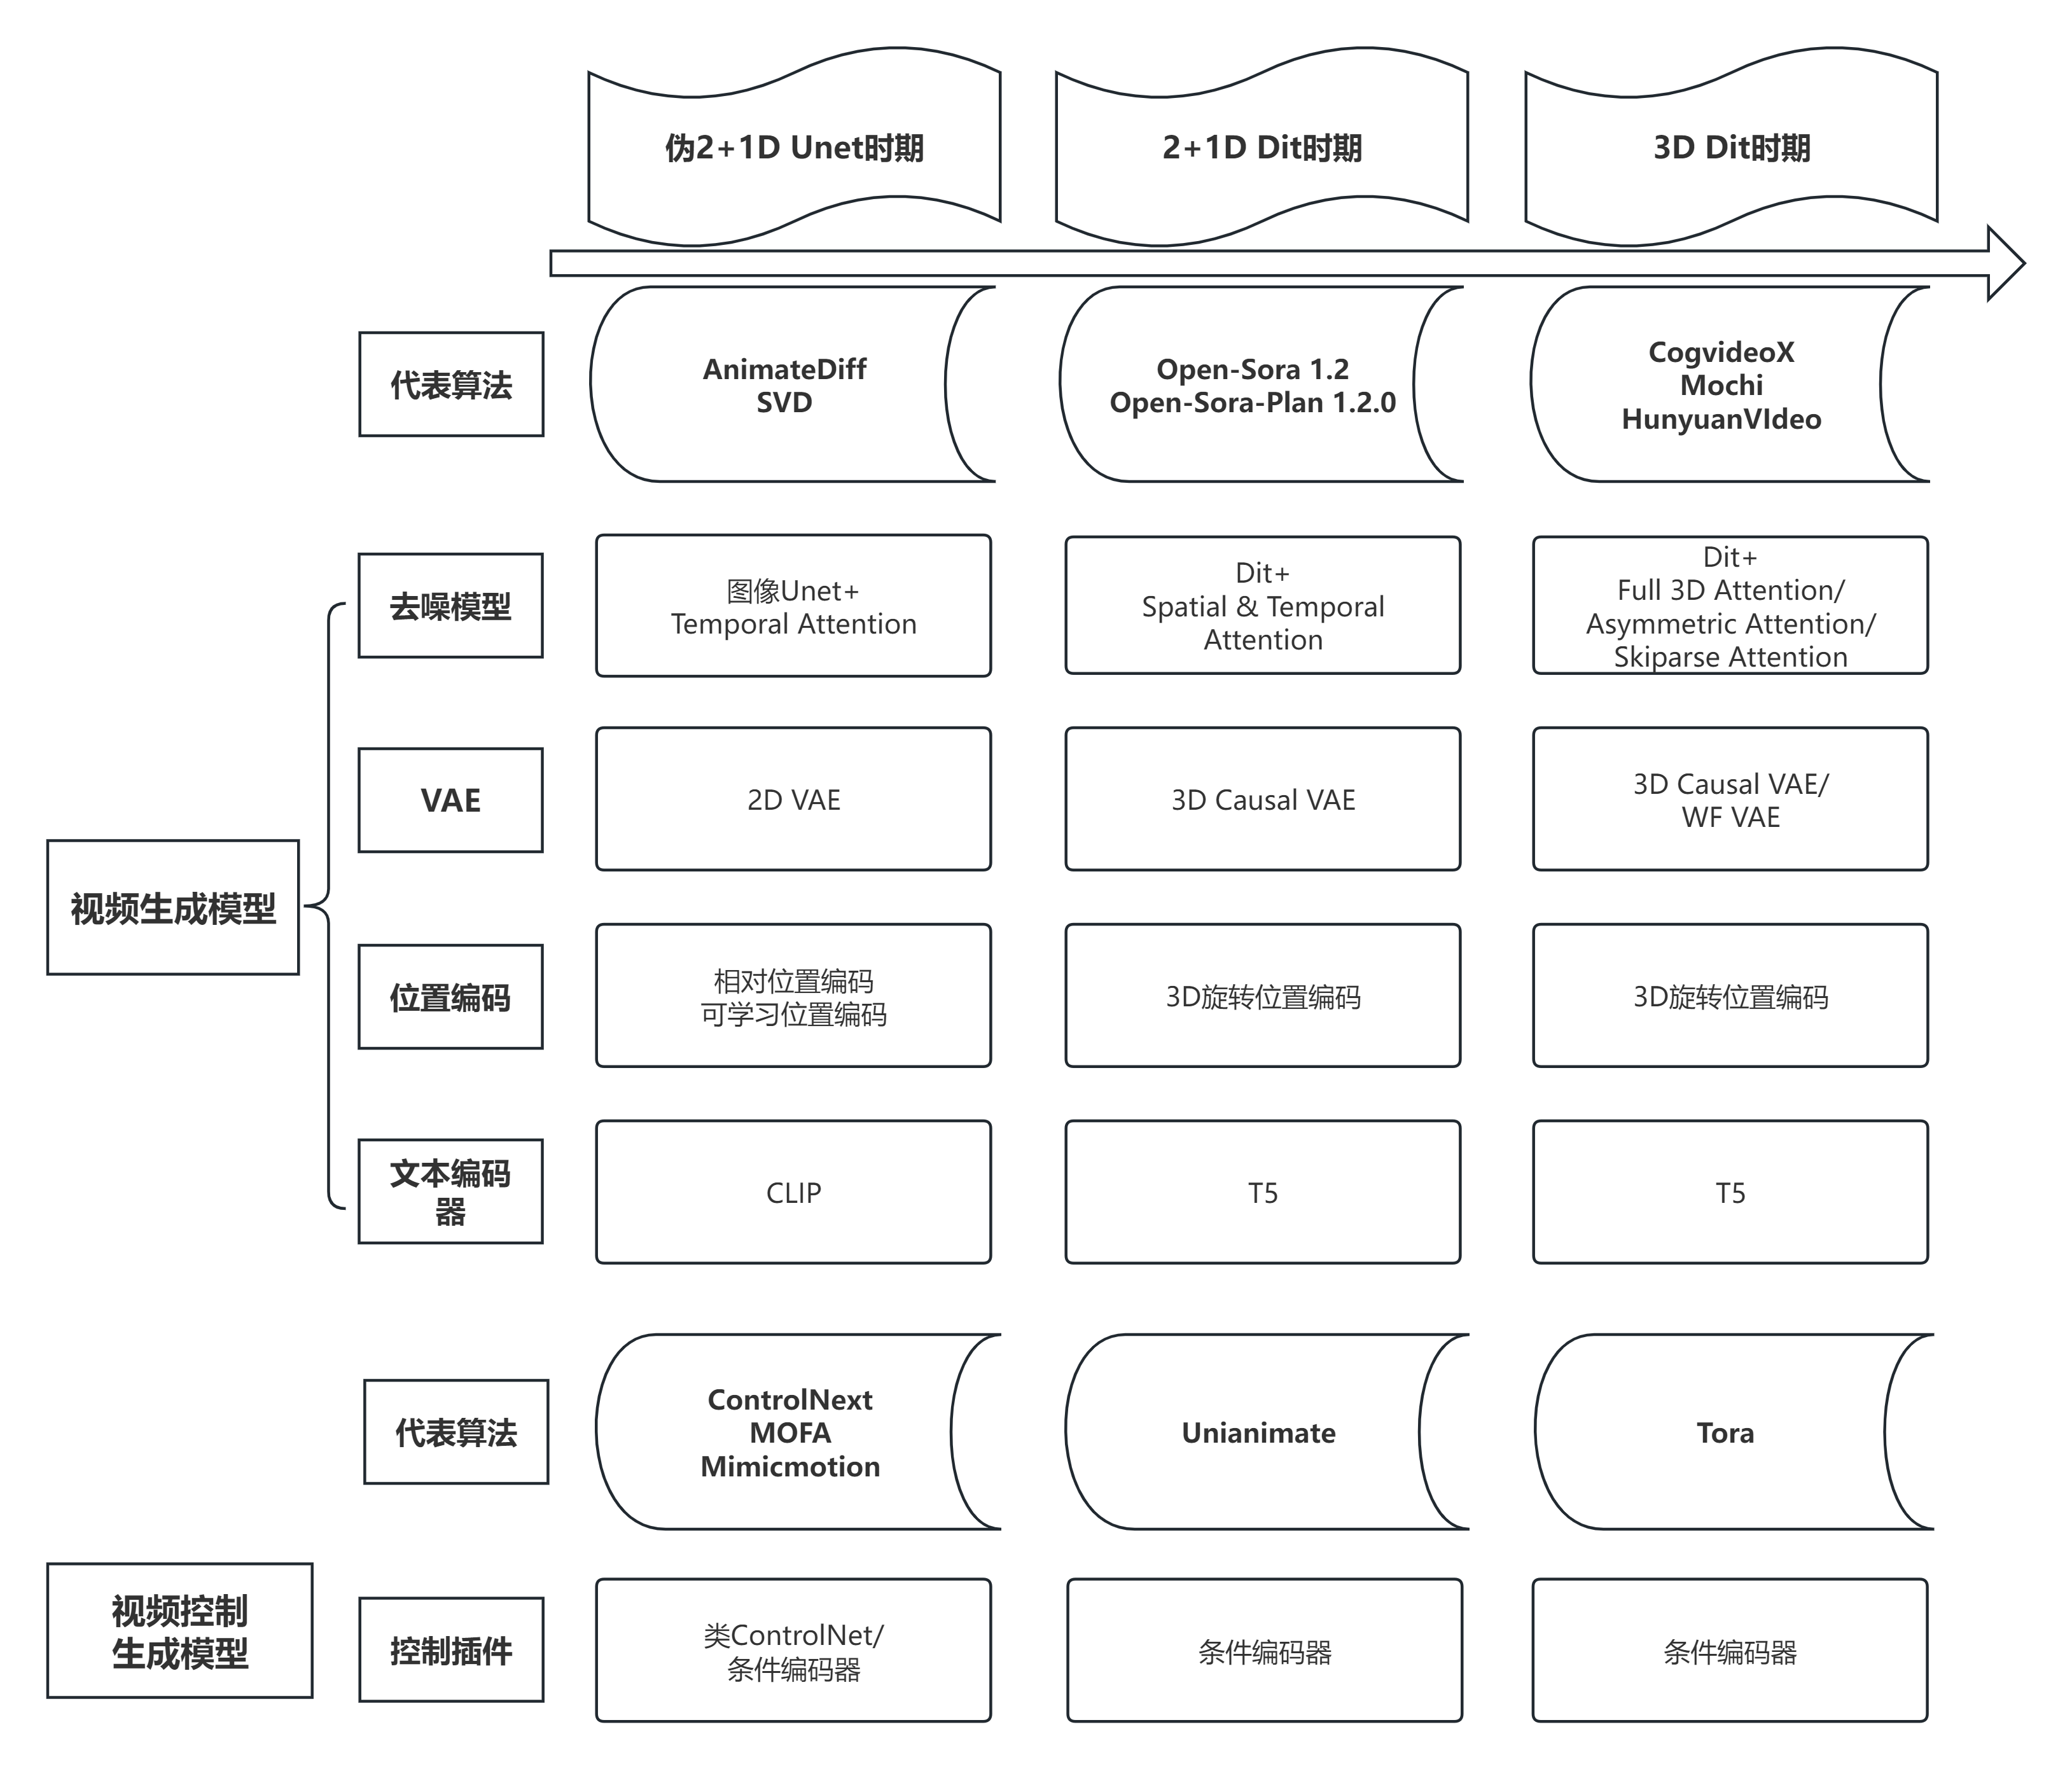 伪2+1D Unet时期
2+1D Dit时期
3D Dit时期
代表算法
AnimateDiff
SVD
Open-Sora 1.2
Open-Sora-Plan 1.2.0
CogvideoX
Mochi
HunyuanVIdeo
视频生成模型
去噪模型
图像Unet+
Temporal Attention
Dit+
Spatial & Temporal
Attention
Dit+
Full 3D Attention/
Asymmetric Attention/
Skiparse Attention
VAE
2D VAE
3D Causal VAE
3D Causal VAE/
WF VAE
位置编码
相对位置编码
可学习位置编码
3D旋转位置编码
3D旋转位置编码
文本编码
器
CLIP
T5
T5
代表算法
ControlNext
MOFA
Mimicmotion
Unianimate
Tora
视频控制
生成模型
控制插件
类ControlNet/
条件编码器
条件编码器
条件编码器